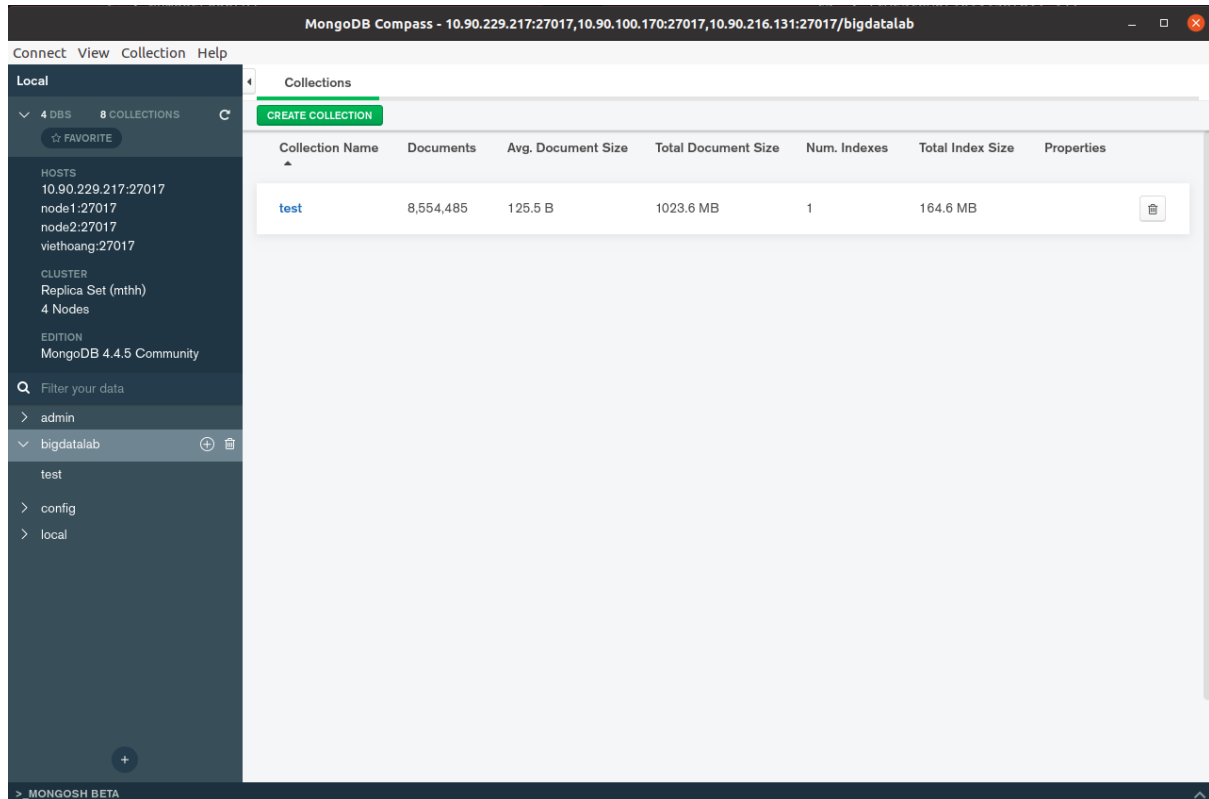 MongoDB Compass - 10.90.229.217:27017,10.90.100.170:27017,10.90.216.131:27017/bigdatalab
Connect View Collection Help
Local
4 DBS 8 COLLECTIONS
FAVORITE
HOSTS
10.90.229.217:27017
node1:27017
node2:27017
viethoang:27017
CLUSTER
Replica Set (mthh)
4 Nodes
EDITION
MongoDB 4.4.5 Community
Filter your data
admin
bigdatalab
test
config
local
>_MONGOSH BETA
Collections
CREATE COLLECTION
Collection Name Documents Avg. Document Size Total Document Size Num. Indexes Total Index Size Properties
test 8,554,485 125.5 B 1023.6 MB 1 164.6 MB